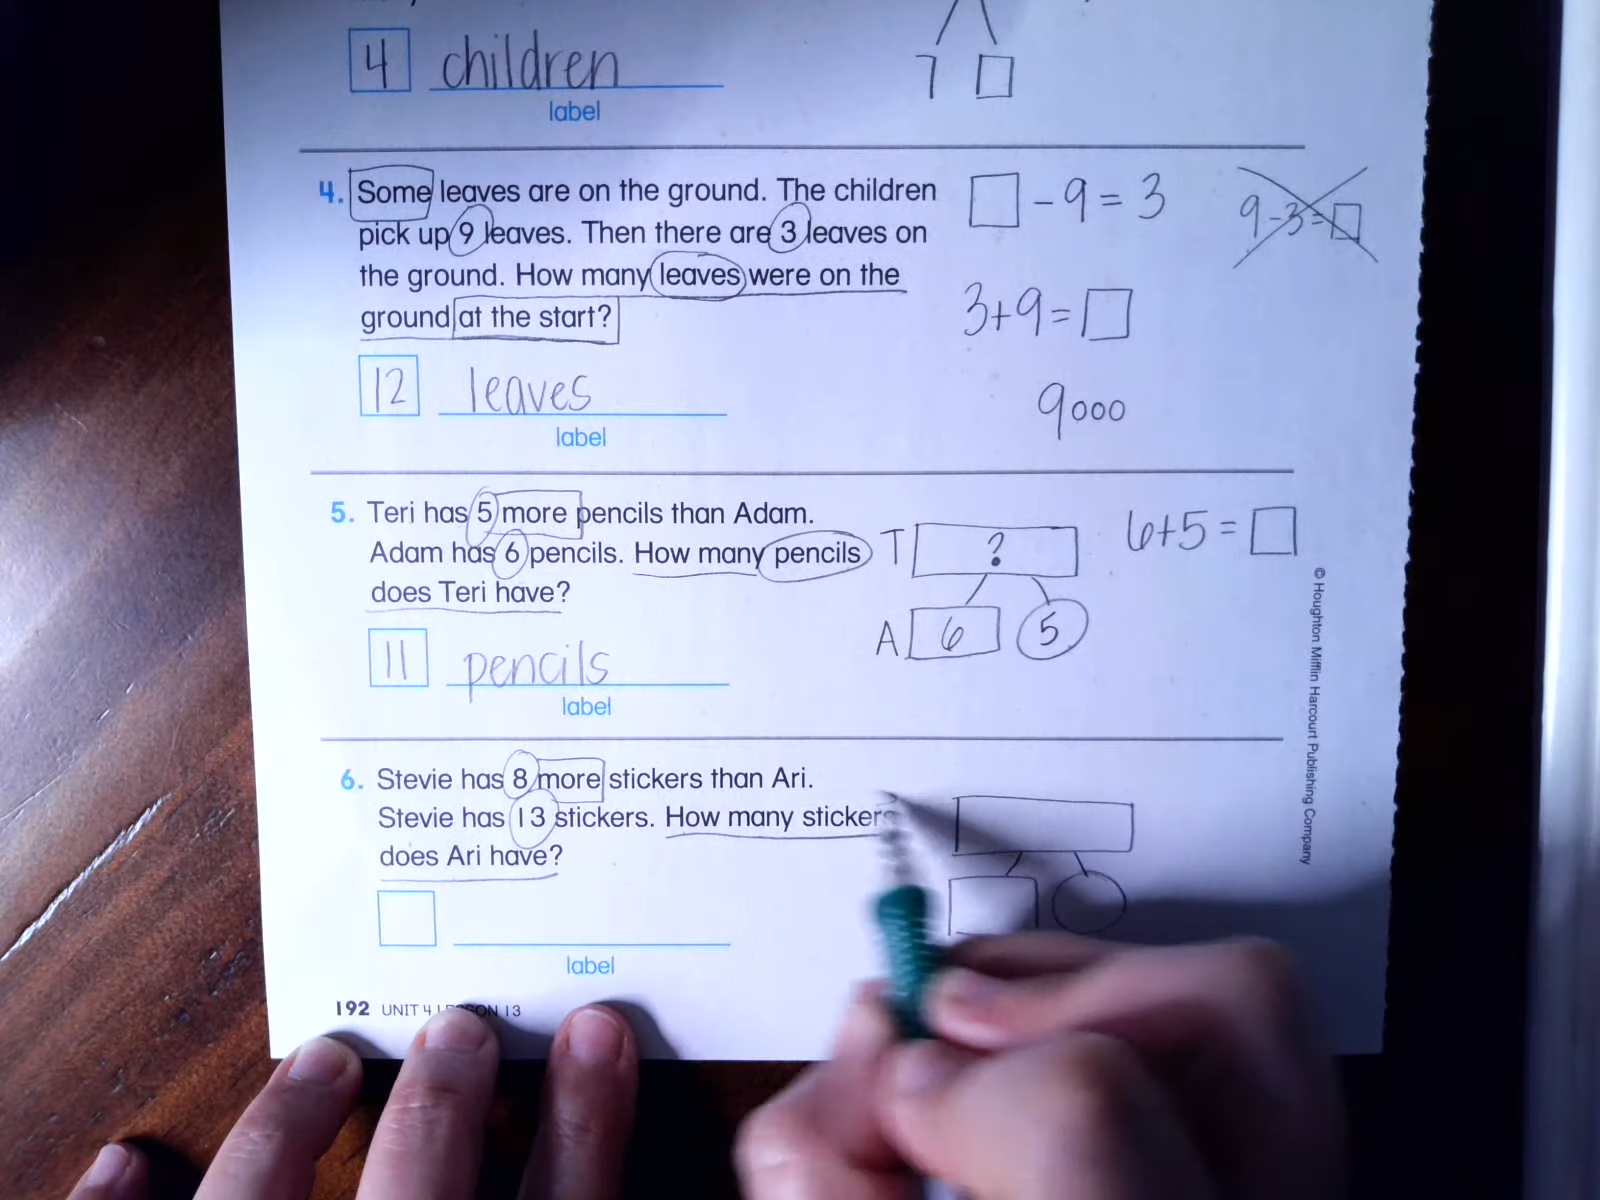 4 children
label
7
4. Some leaves are on the ground. The children
pick up 9 leaves. Then there are 3 leaves on
the ground. How many leaves were on the
ground at the start?
□ - 9 = 3
9 - 3 = □
3 + 9 = □
9ooo
12 leaves
label
5. Teri has 5 more pencils than Adam.
Adam has 6 pencils. How many pencils
does Teri have?
T ?
A 6 5
6 + 5 = □
11 pencils
label
6. Stevie has 8 more stickers than Ari.
Stevie has 13 stickers. How many stickers
does Ari have?
label
192 UNIT 4 LESSON 13
© Houghton Mifflin Harcourt Publishing Company